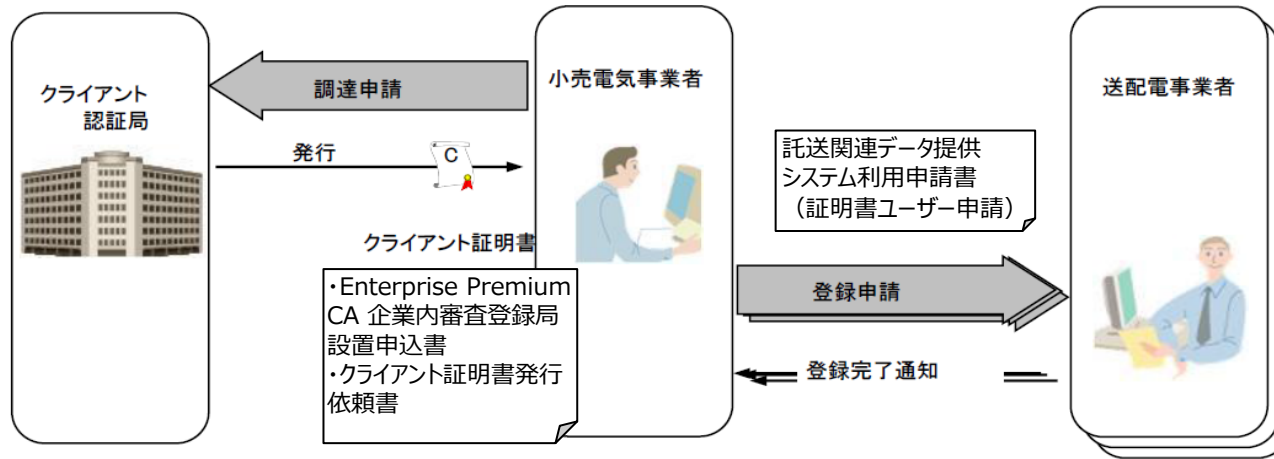 クライアント
認証局
調達申請
発行
C
クライアント証明書
・Enterprise Premium
CA 企業内審査登録局
設置申込書
・クライアント証明書発行
依頼書
小売電気事業者
託送関連データ提供
システム利用申請書
（証明書ユーザー申請）
登録申請
登録完了通知
送配電事業者